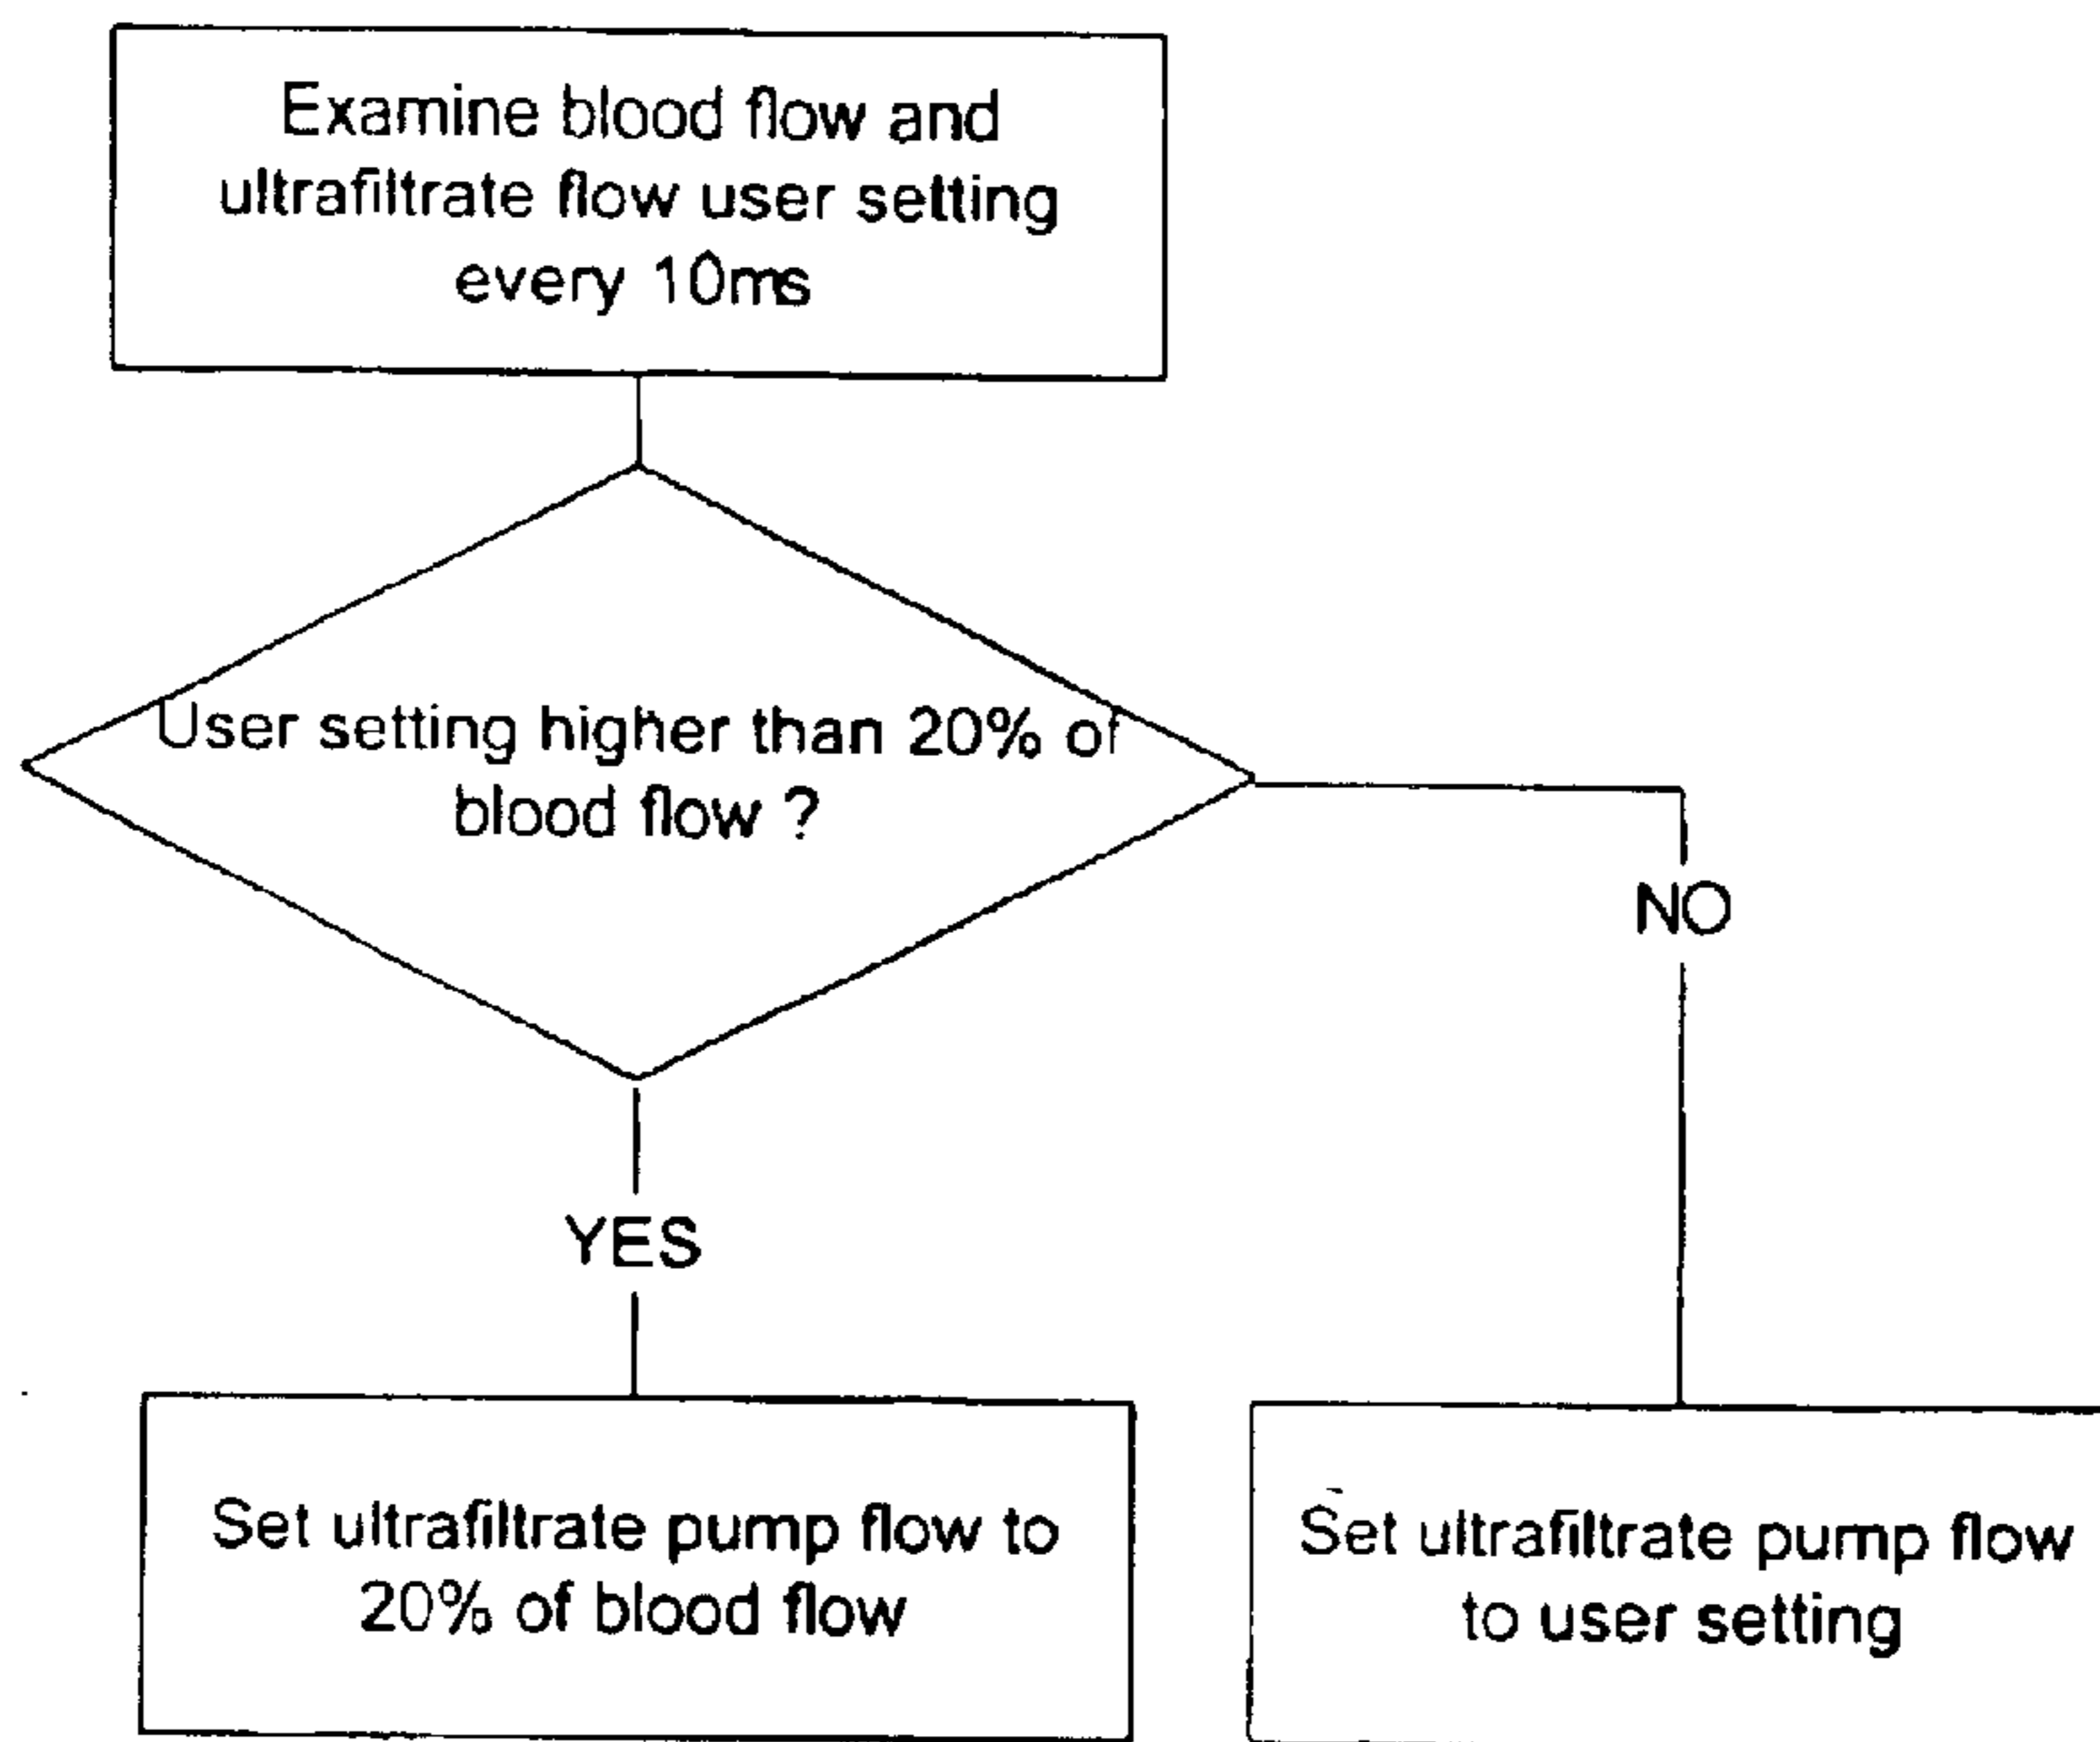 Examine blood flow and
ultrafiltrate flow user setting
every 10ms
User setting higher than 20% of
blood flow ?
NO
YES
Set ultrafiltrate pump flow to
20% of blood flow
Set ultrafiltrate pump flow
to user setting